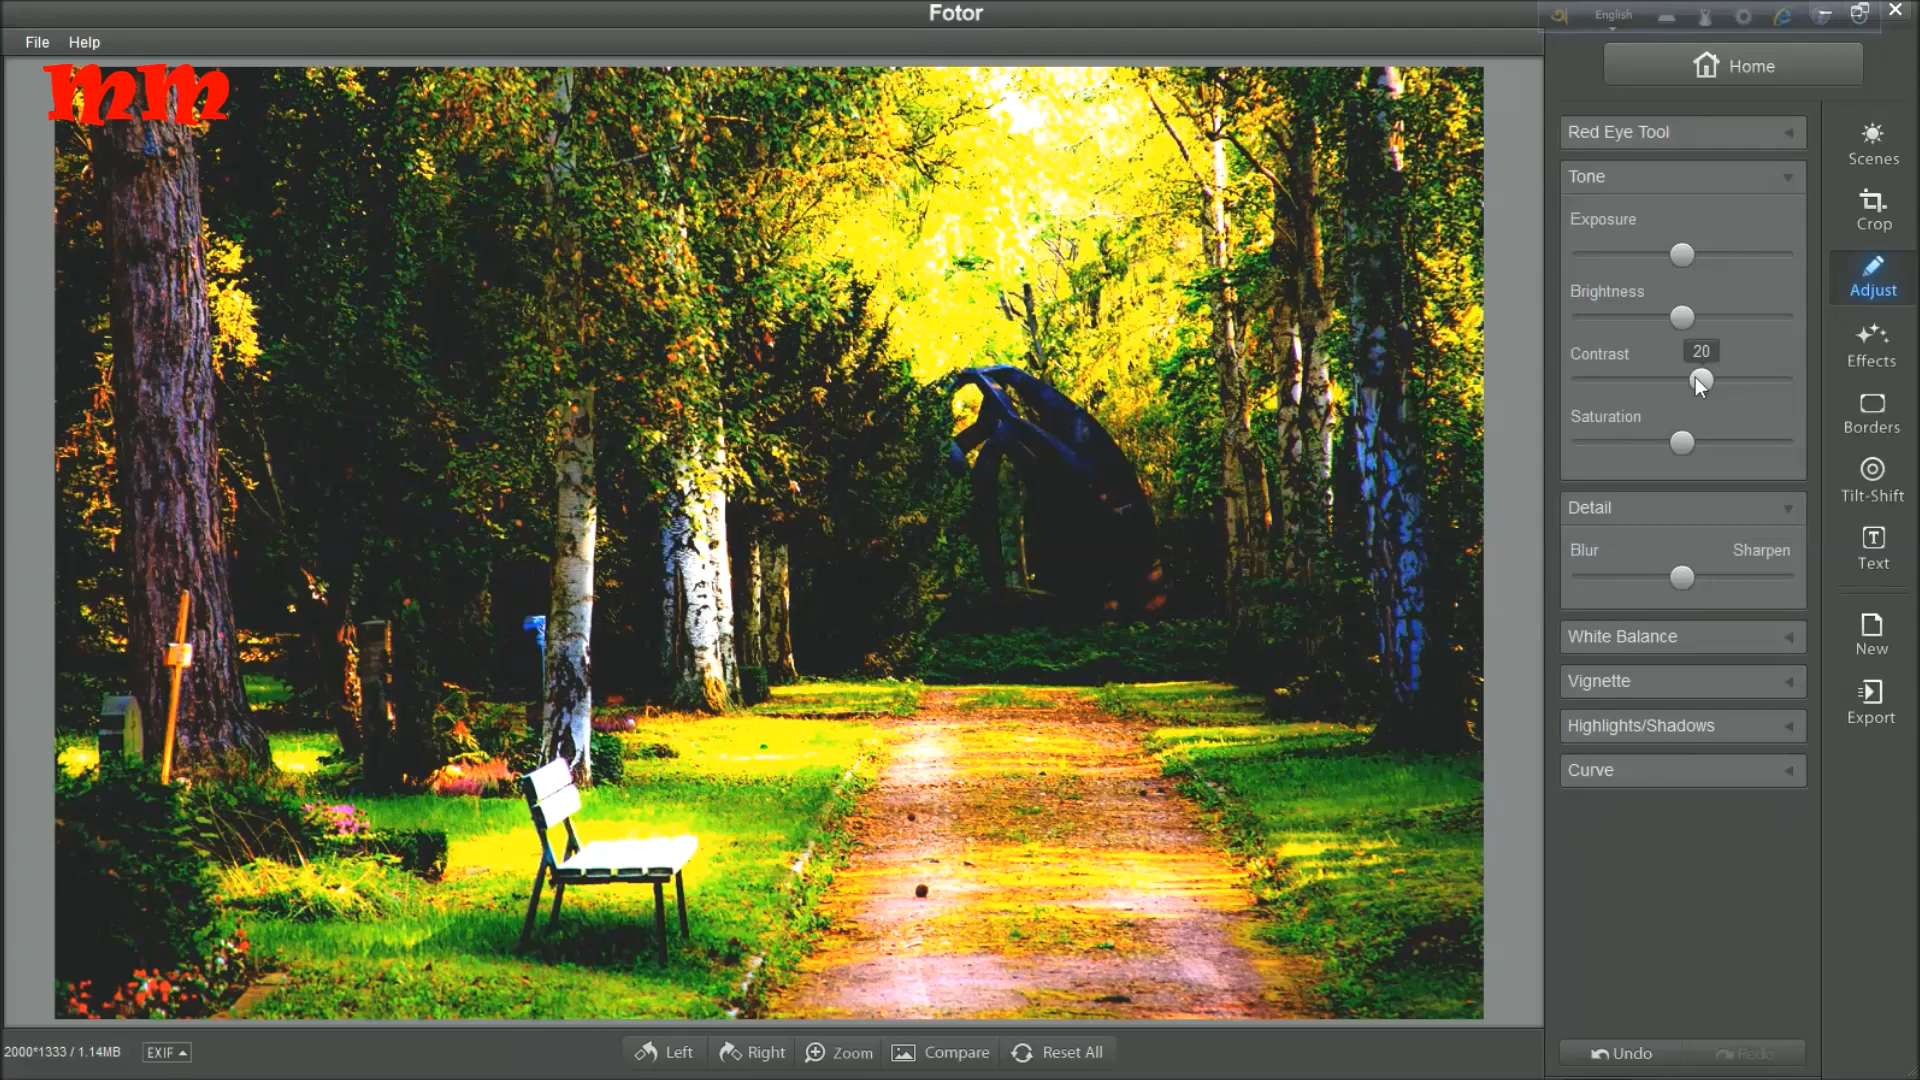 Fotor
English
File Help
mm
Home
Red Eye Tool
Tone
Exposure
Brightness
Contrast 20
Saturation
Detail
Blur Sharpen
White Balance
Vignette
Highlights/Shadows
Curve
Scenes
Crop
Adjust
Effects
Borders
Tilt-Shift
T
Text
New
Export
2000*1333 / 1.14MB EXIF
Left Right Zoom Compare Reset All
Undo Redo